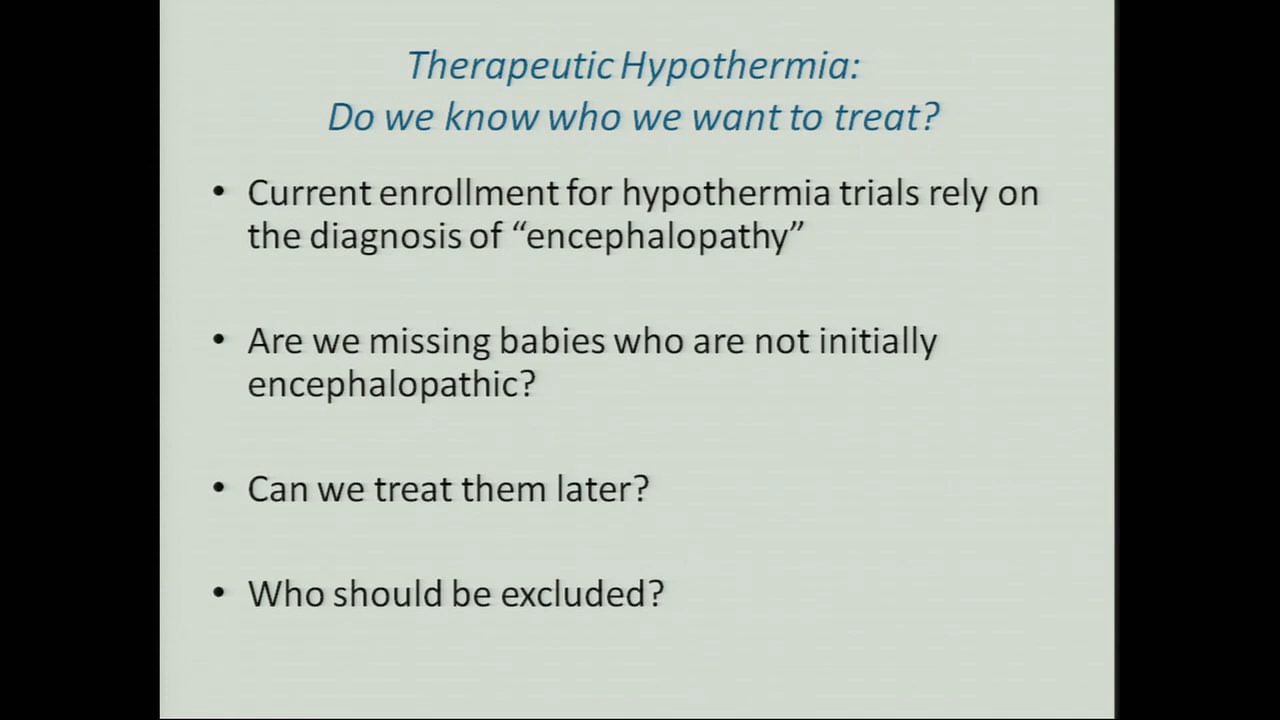 Therapeutic Hypothermia:
Do we know who we want to treat?
• Current enrollment for hypothermia trials rely on
the diagnosis of “encephalopathy”
• Are we missing babies who are not initially
encephalopathic?
• Can we treat them later?
• Who should be excluded?